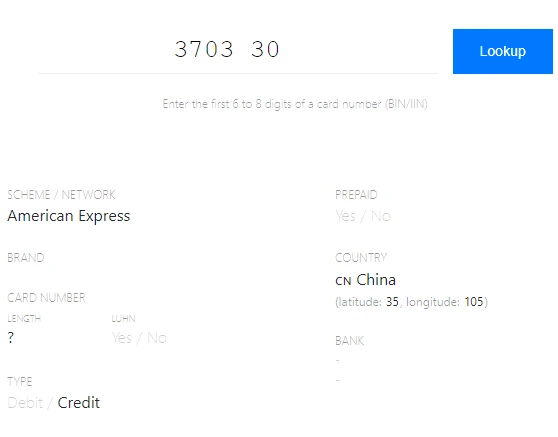 3703 30
Lookup
Enter the first 6 to 8 digits of a card number (BIN/IIN)
SCHEME / NETWORK
American Express
PREPAID
Yes / No
BRAND
COUNTRY
CN China
(latitude: 35, longitude: 105)
CARD NUMBER
LENGTH
?
LUHN
Yes / No
BANK
-
-
TYPE
Debit / Credit